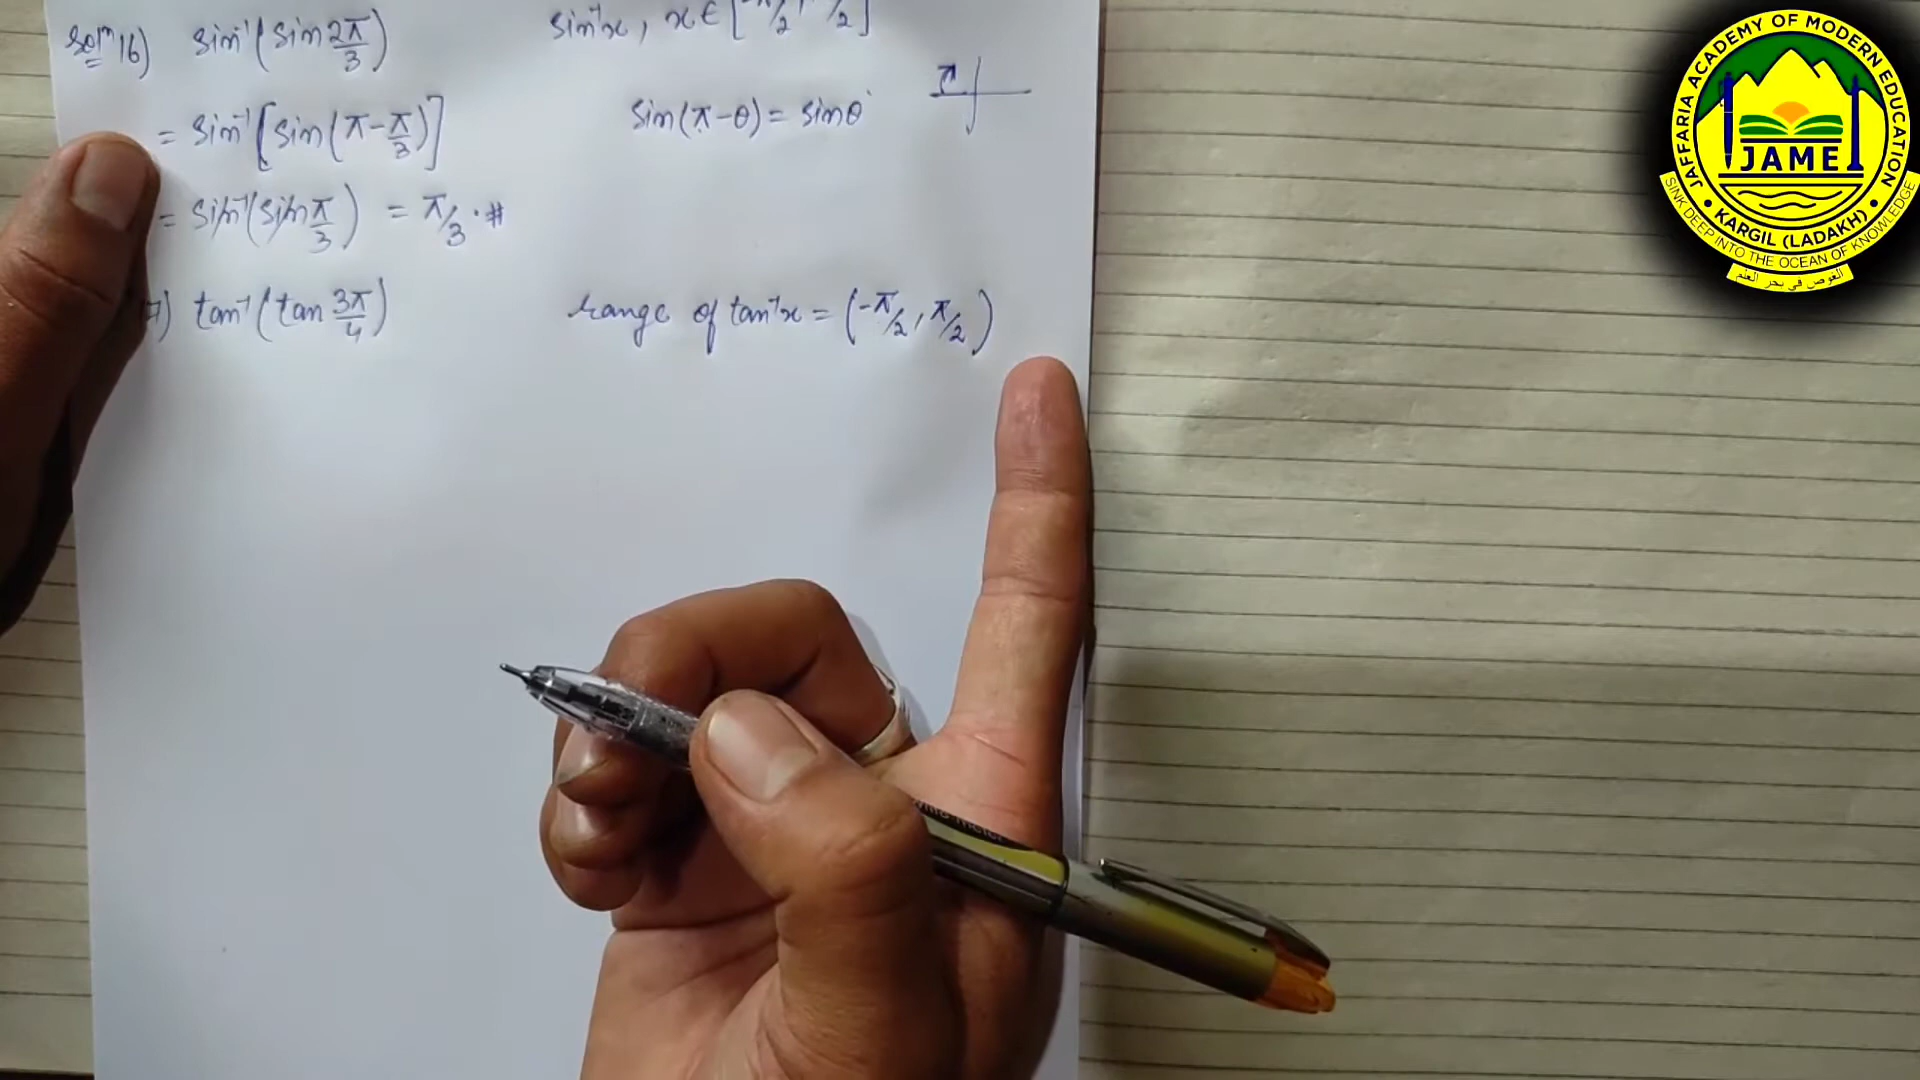 Solⁿ 16) sin⁻¹(sin 2π/3)
sin⁻¹x, x ∈ [-π/2, π/2]
= sin⁻¹[sin(π - π/3)]
sin(π-θ) = sinθ
π
= sin⁻¹(sin π/3) = π/3 . #
7) tan⁻¹(tan 3π/4)
range of tan⁻¹x = (-π/2, π/2)
JAFFARIA ACADEMY OF MODERN EDUCATION
JAME
• KARGIL (LADAKH) •
SINK DEEP INTO THE OCEAN OF KNOWLEDGE
الغوص في بحر العلم